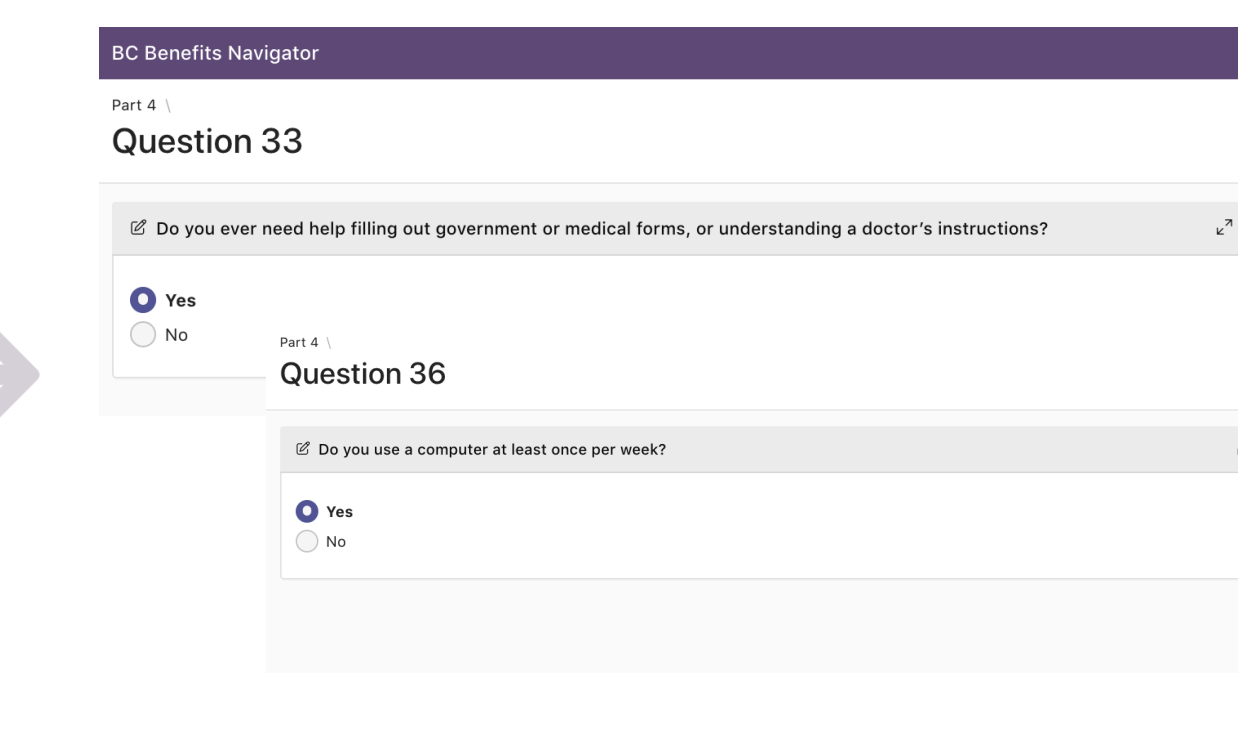 BC Benefits Navigator
Part 4 \
Question 33
Do you ever need help filling out government or medical forms, or understanding a doctor’s instructions?
Yes
No
Part 4 \
Question 36
Do you use a computer at least once per week?
Yes
No